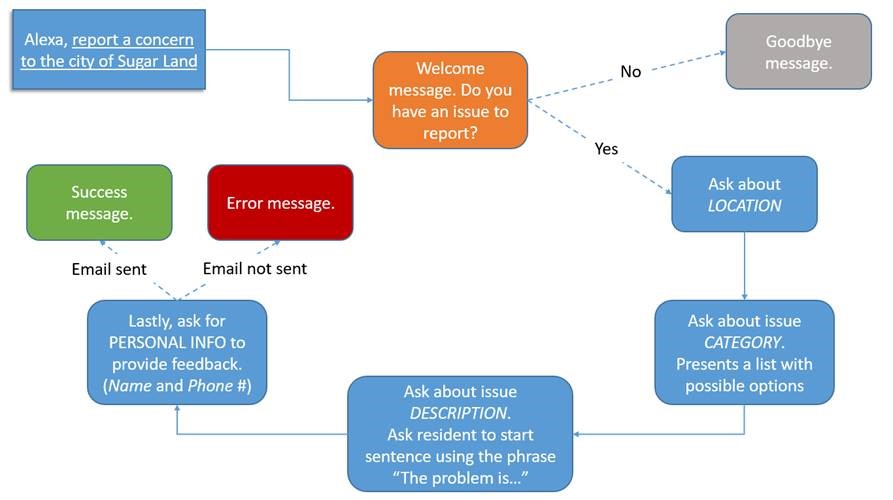 Alexa, report a concern
to the city of Sugar Land
Welcome
message. Do you
have an issue to
report?
No
Goodbye
message.
Yes
Ask about
LOCATION
Ask about issue
CATEGORY.
Presents a list with
possible options
Ask about issue
DESCRIPTION.
Ask resident to start
sentence using the phrase
“The problem is...”
Lastly, ask for
PERSONAL INFO to
provide feedback.
(Name and Phone #)
Email sent
Email not sent
Success
message.
Error message.